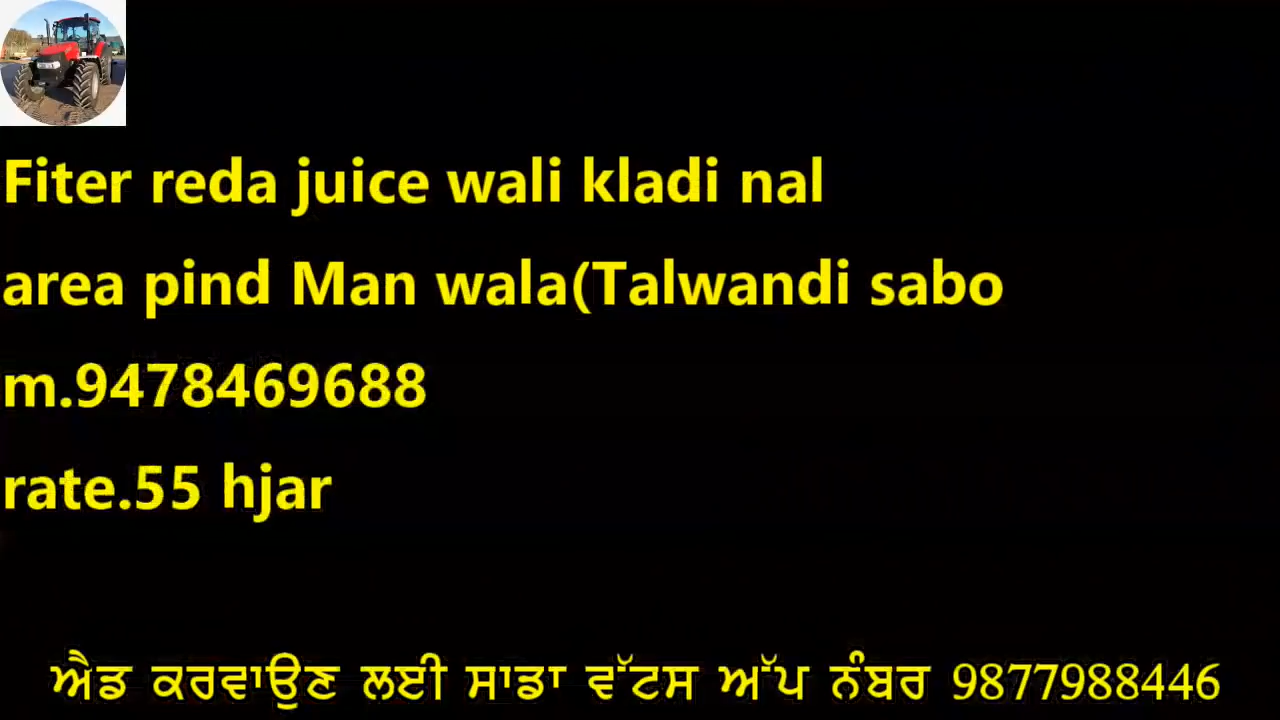 Fiter reda juice wali kladi nal
area pind Man wala(Talwandi sabo
m.9478469688
rate.55 hjar
ਐਡ ਕਰਵਾਉਣ ਲਈ ਸਾਡਾ ਵੱਟਸ ਅੱਪ ਨੰਬਰ 9877988446